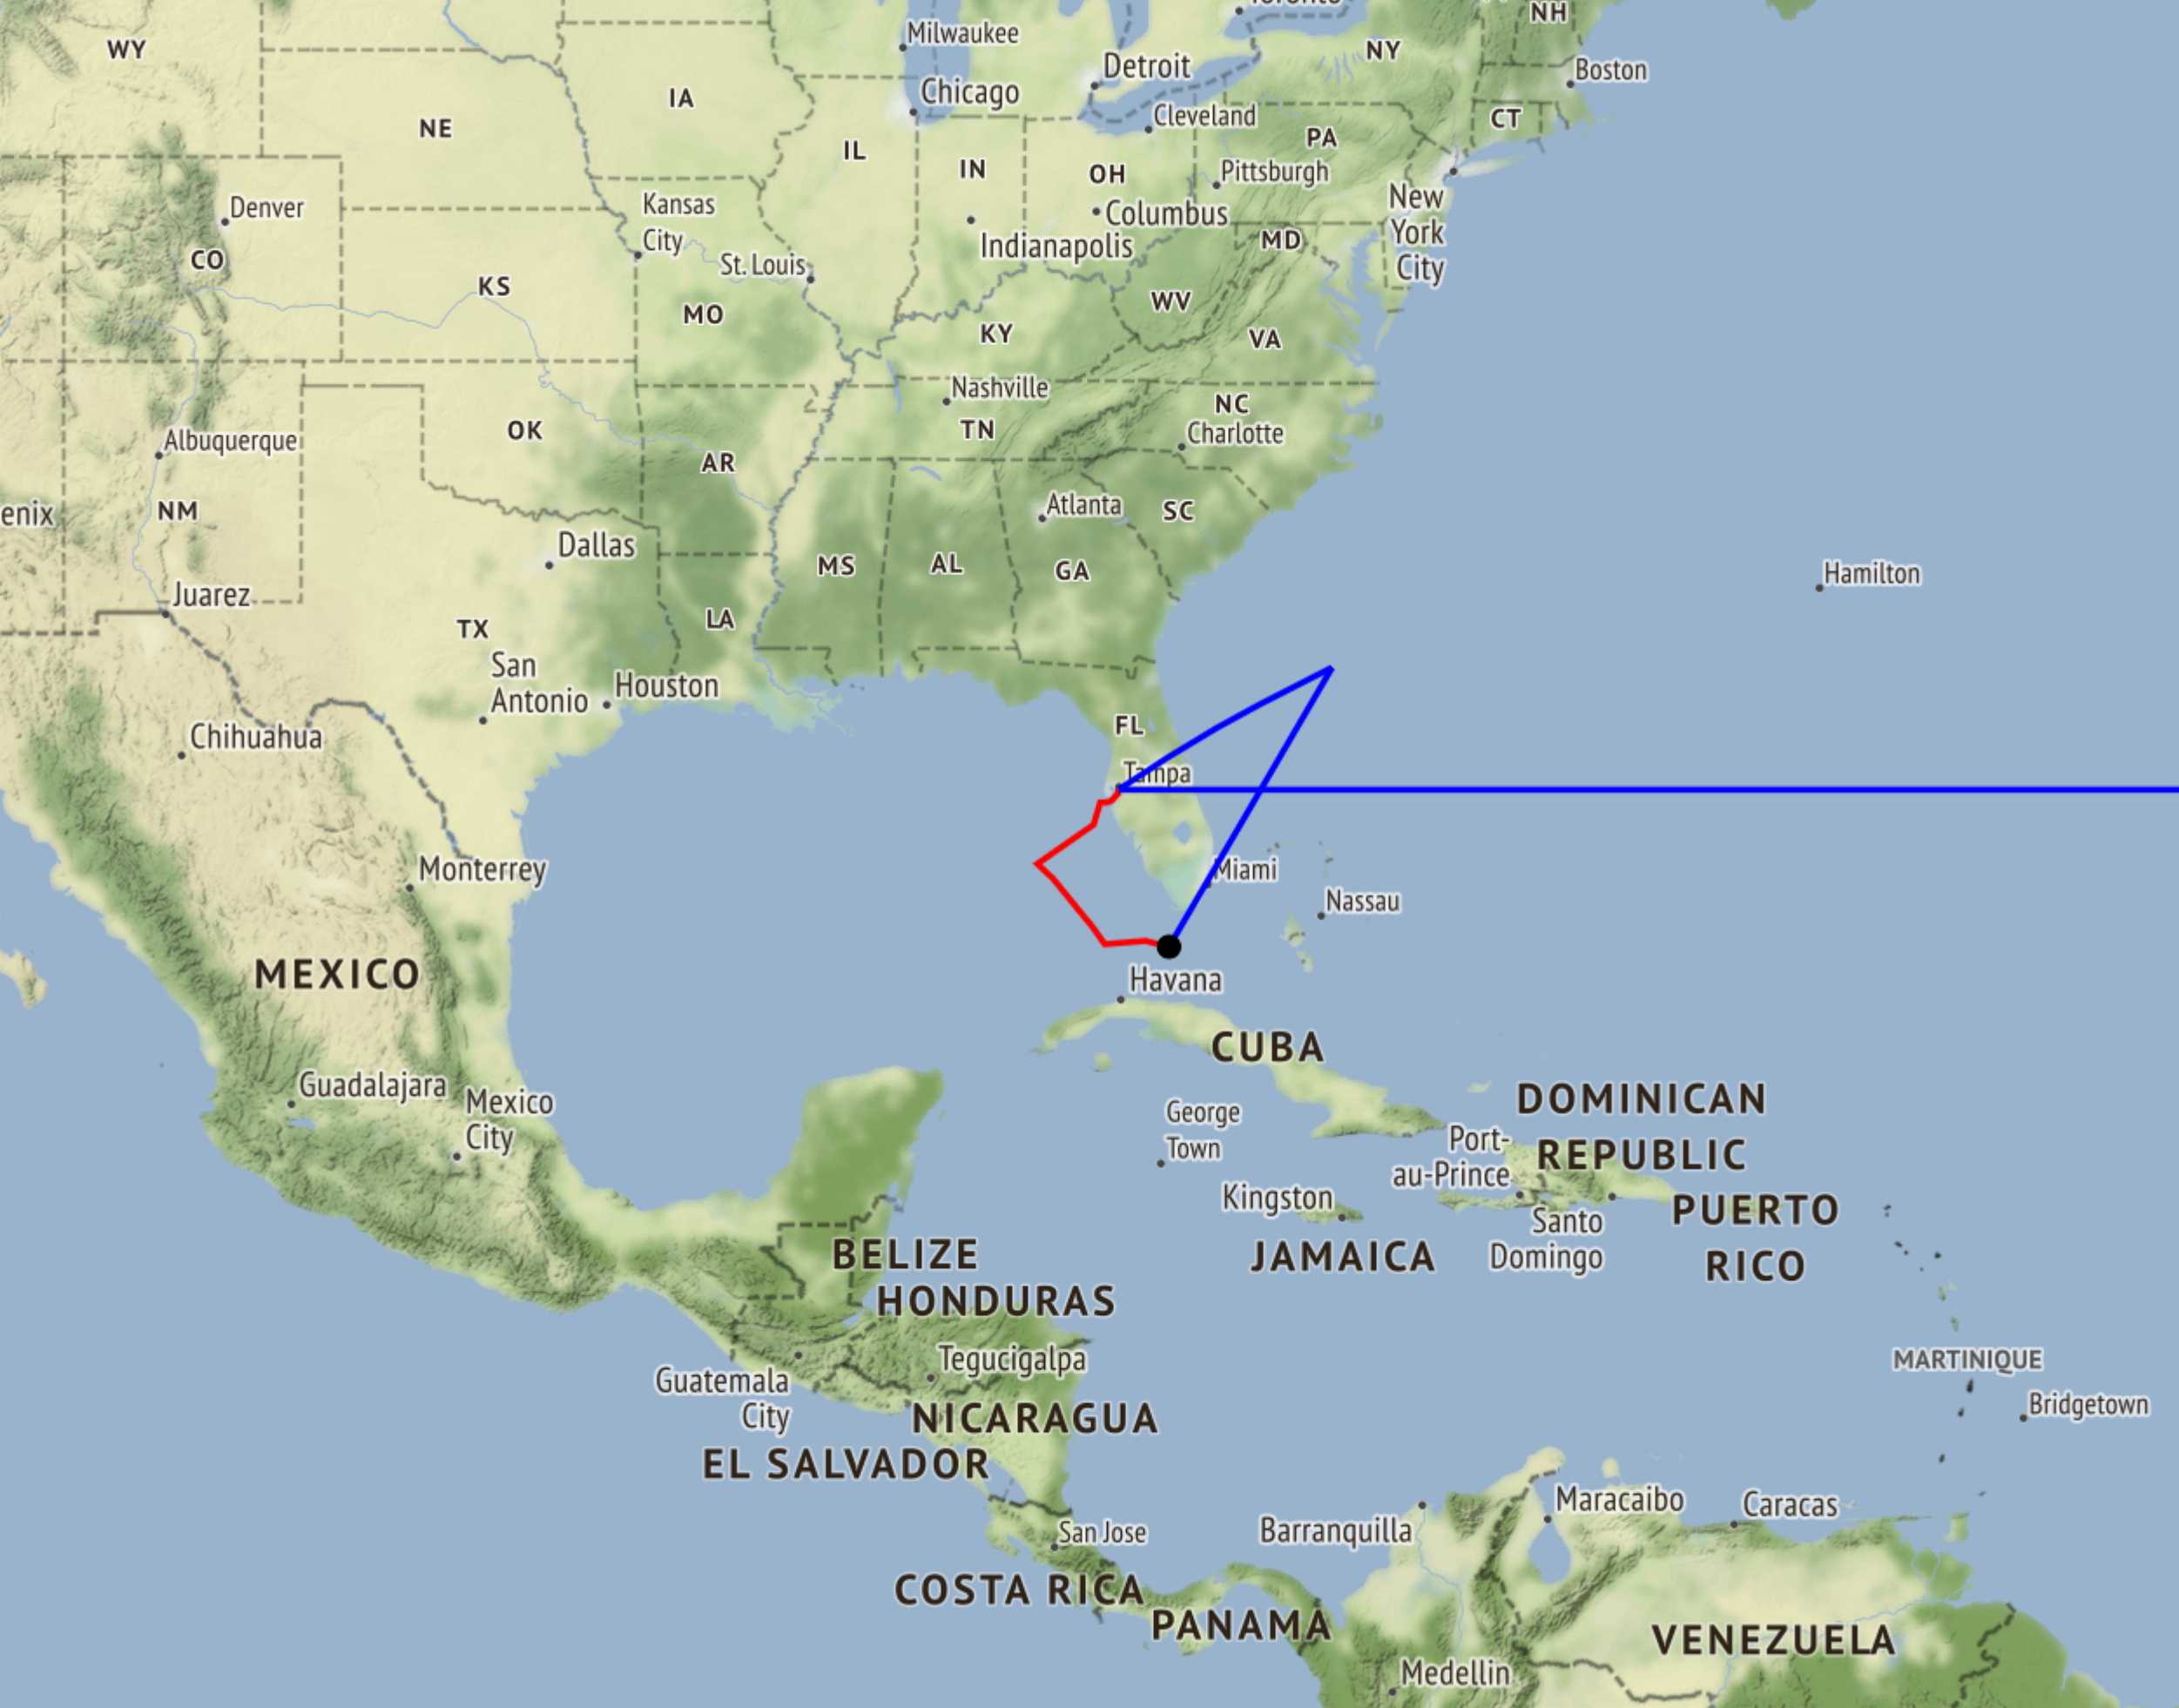 Toronto
NH
WY
Milwaukee
NY
Detroit
Boston
IA
Chicago
Cleveland
CT
NE
PA
IL
IN
OH
Pittsburgh
New
York
City
Denver
Kansas
City
Columbus
Indianapolis
MD
CO
St. Louis
KS
MO
WV
KY
VA
Nashville
NC
OK
TN
Charlotte
Albuquerque
AR
NM
Atlanta
SC
enix
Dallas
MS
AL
GA
Hamilton
Juarez
LA
TX
San
Antonio
Houston
FL
Chihuahua
Tampa
Monterrey
Miami
Nassau
MEXICO
Havana
CUBA
Guadalajara
Mexico
City
DOMINICAN
REPUBLIC
George
Town
Port-
au-Prince
Kingston
PUERTO
RICO
Santo
Domingo
BELIZE
JAMAICA
HONDURAS
Tegucigalpa
MARTINIQUE
Guatemala
City
Bridgetown
NICARAGUA
EL SALVADOR
Maracaibo
Caracas
San Jose
Barranquilla
COSTA RICA
PANAMA
VENEZUELA
Medellin